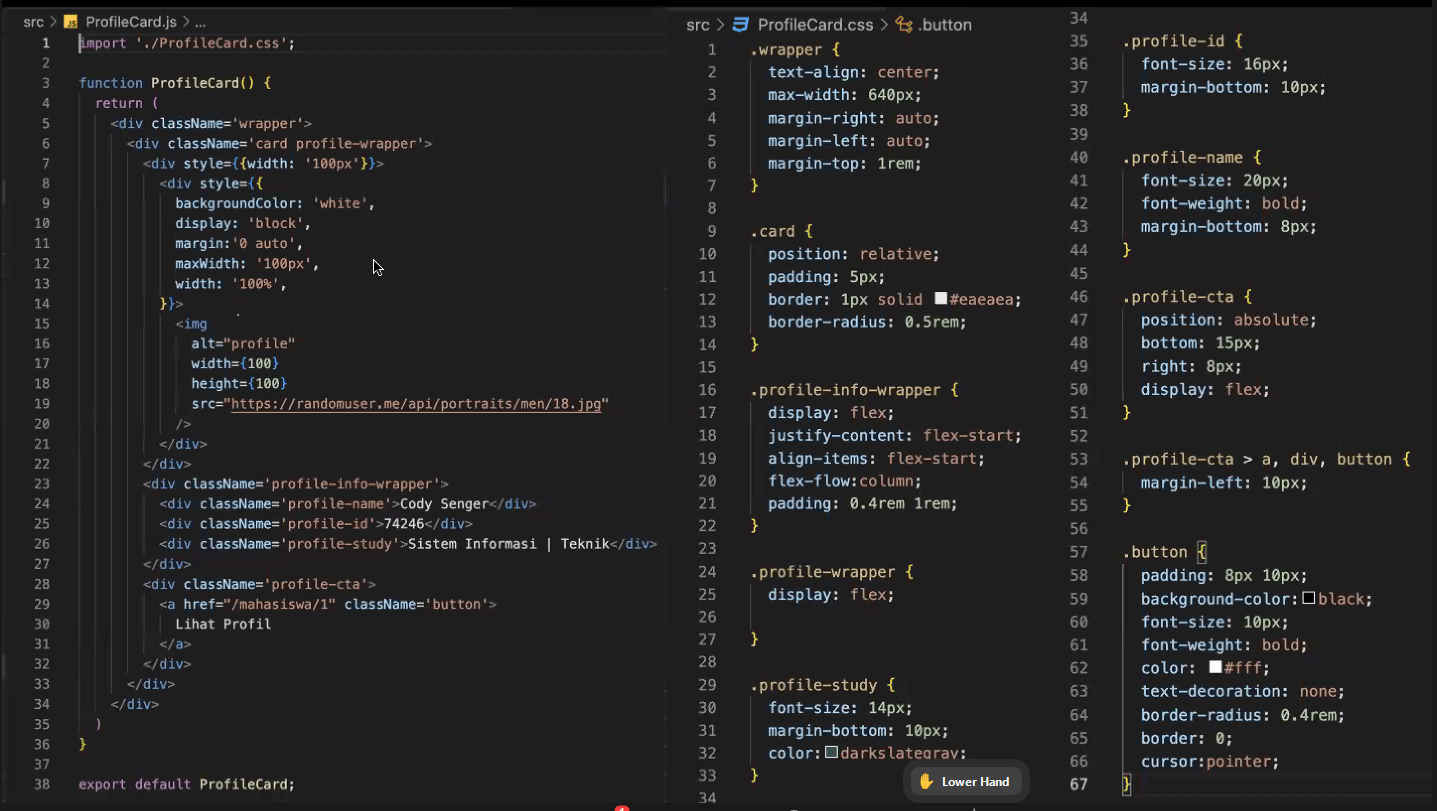 src > JS ProfileCard.js > ...
1 import './ProfileCard.css';
2
3 function ProfileCard() {
4   return (
5     <div className='wrapper'>
6       <div className='card profile-wrapper'>
7         <div style={{width: '100px'}}>
8           <div style={{
9             backgroundColor: 'white',
10             display: 'block',
11             margin:'0 auto',
12             maxWidth: '100px',
13             width: '100%',
14           }}>
15             <img
16               alt="profile"
17               width={100}
18               height={100}
19               src="https://randomuser.me/api/portraits/men/18.jpg"
20             />
21           </div>
22         </div>
23         <div className='profile-info-wrapper'>
24           <div className='profile-name'>Cody Senger</div>
25           <div className='profile-id'>74246</div>
26           <div className='profile-study'>Sistem Informasi | Teknik</div>
27         </div>
28         <div className='profile-cta'>
29           <a href="/mahasiswa/1" className='button'>
30             Lihat Profil
31           </a>
32         </div>
33       </div>
34     </div>
35   )
36 }
37
38 export default ProfileCard;
src > ProfileCard.css > .button
1 .wrapper {
2   text-align: center;
3   max-width: 640px;
4   margin-right: auto;
5   margin-left: auto;
6   margin-top: 1rem;
7 }
8
9 .card {
10   position: relative;
11   padding: 5px;
12   border: 1px solid #eaeaea;
13   border-radius: 0.5rem;
14 }
15
16 .profile-info-wrapper {
17   display: flex;
18   justify-content: flex-start;
19   align-items: flex-start;
20   flex-flow:column;
21   padding: 0.4rem 1rem;
22 }
23
24 .profile-wrapper {
25   display: flex;
26
27 }
28
29 .profile-study {
30   font-size: 14px;
31   margin-bottom: 10px;
32   color: darkslategray;
33 }
34
34
35 .profile-id {
36   font-size: 16px;
37   margin-bottom: 10px;
38 }
39
40 .profile-name {
41   font-size: 20px;
42   font-weight: bold;
43   margin-bottom: 8px;
44 }
45
46 .profile-cta {
47   position: absolute;
48   bottom: 15px;
49   right: 8px;
50   display: flex;
51 }
52
53 .profile-cta > a, div, button {
54   margin-left: 10px;
55 }
56
57 .button {
58   padding: 8px 10px;
59   background-color: black;
60   font-size: 10px;
61   font-weight: bold;
62   color: #fff;
63   text-decoration: none;
64   border-radius: 0.4rem;
65   border: 0;
66   cursor:pointer;
67 }
Lower Hand